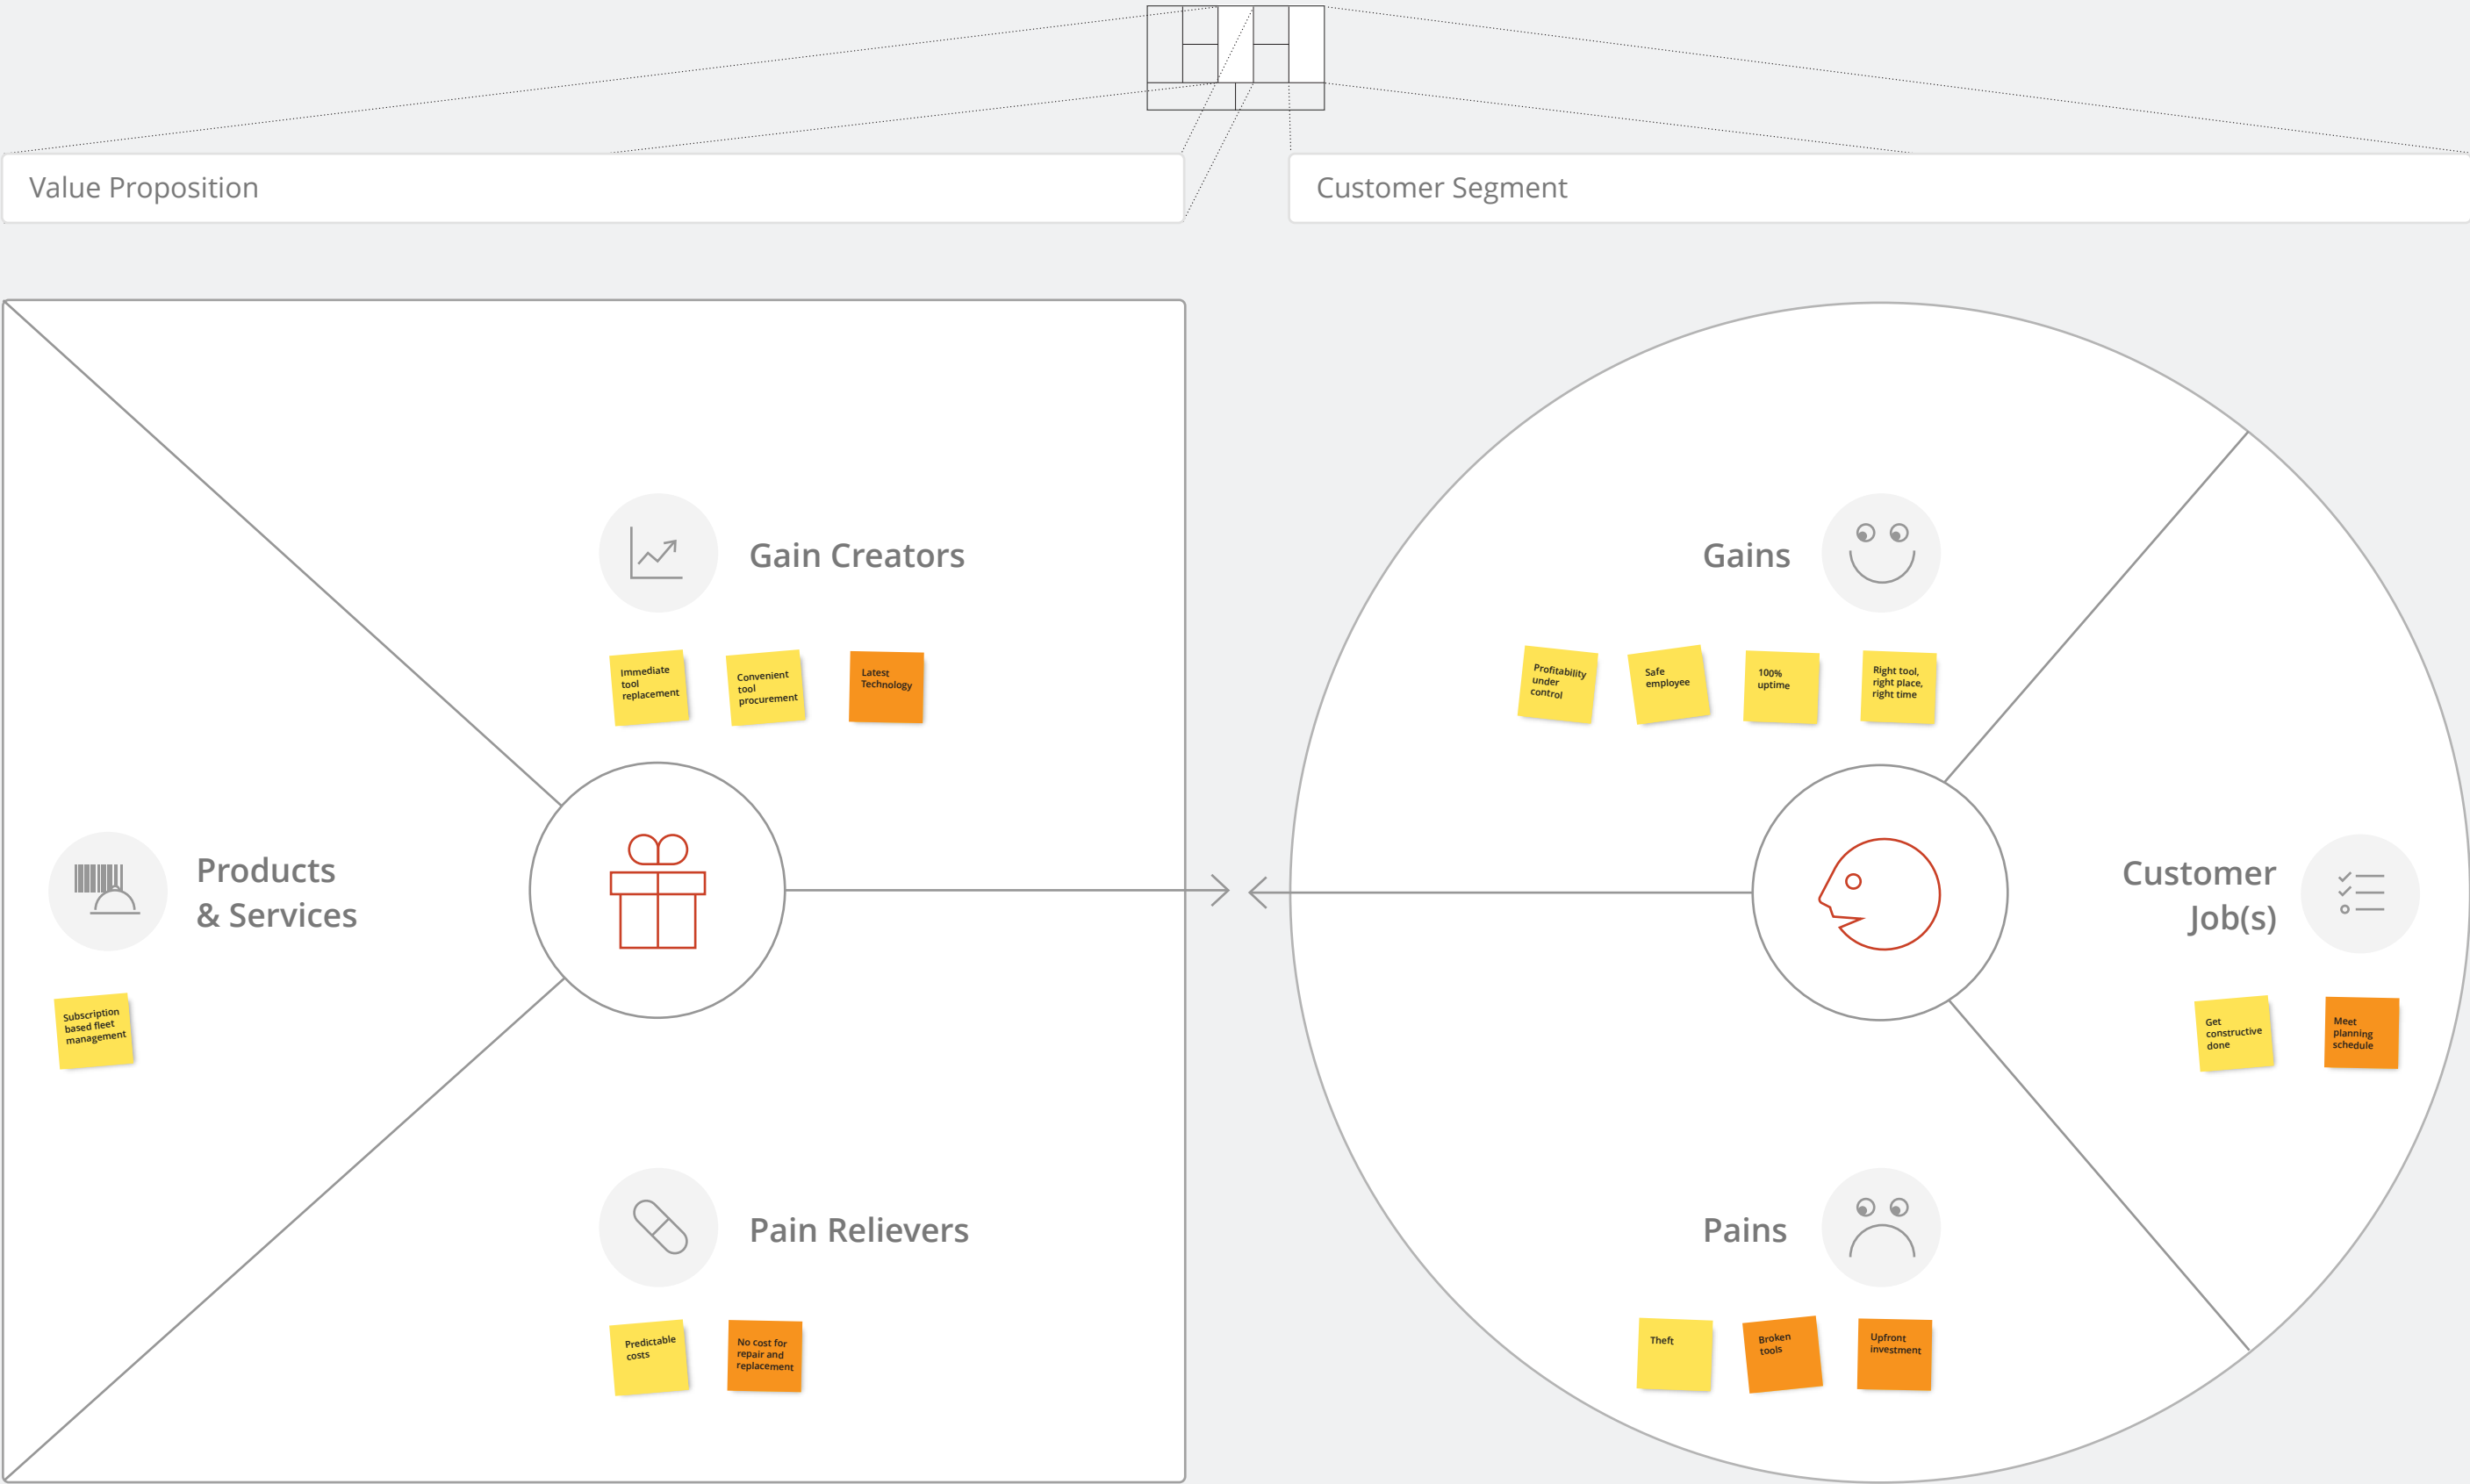 Value Proposition
Customer Segment
Gain Creators
Immediate
tool
replacement
Convenient
tool
procurement
Latest
Technology
Products
& Services
Subscription
based fleet
management
Pain Relievers
Predictable
costs
No cost for
repair and
replacement
Gains
Profitability
under
control
Safe
employee
100%
uptime
Right tool,
right place,
right time
Customer
Job(s)
Get
constructive
done
Meet
planning
schedule
Pains
Theft
Broken
tools
Upfront
investment